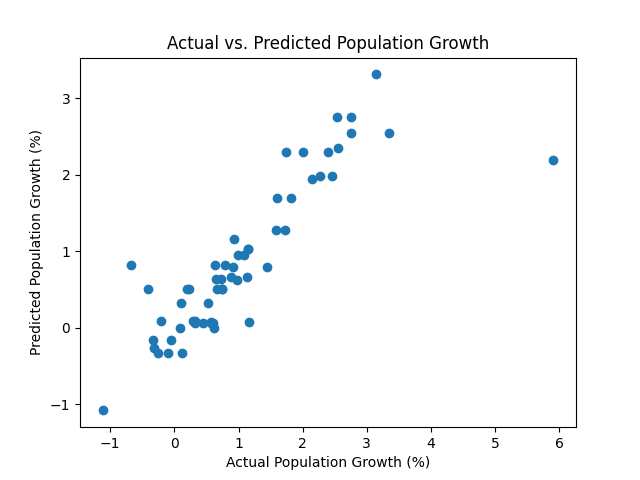 Actual vs. Predicted Population Growth
Predicted Population Growth (%)
3
2
1
0
−1
−1 0 1 2 3 4 5 6
Actual Population Growth (%)